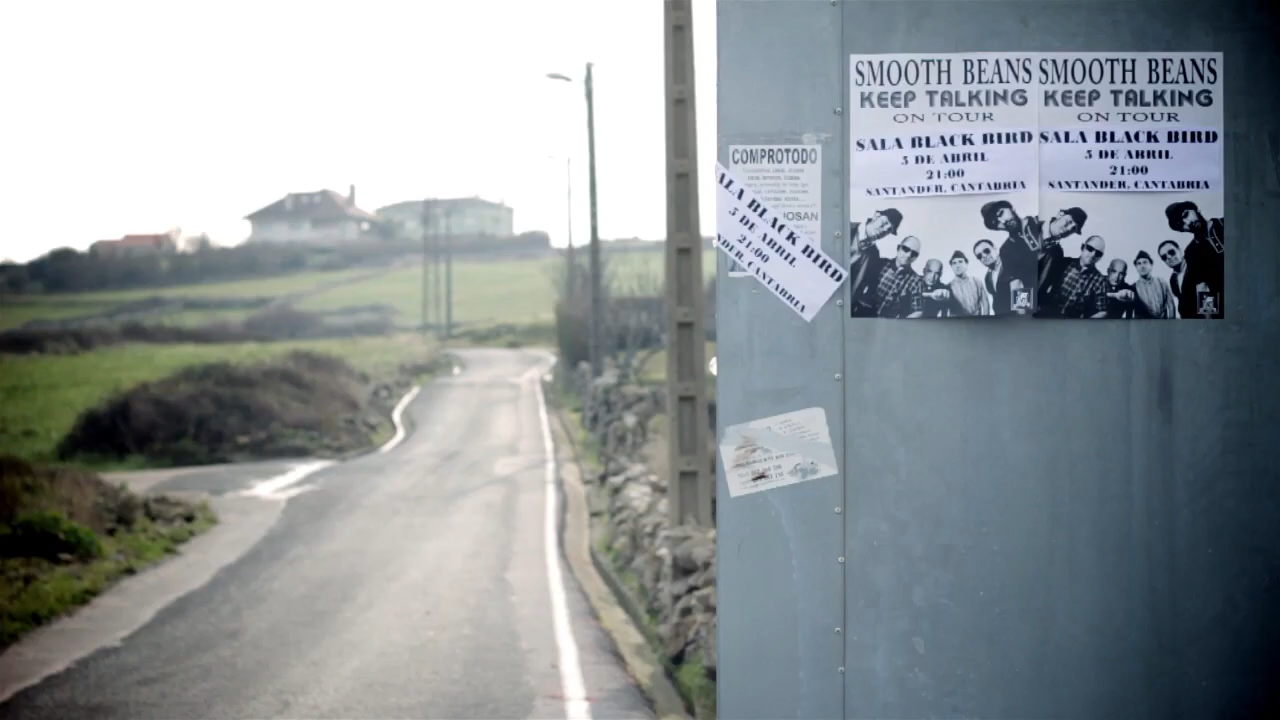 SMOOTH BEANS
KEEP TALKING
ON TOUR
SALA BLACK BIRD
5 DE ABRIL
21:00
SANTANDER, CANTABRIA
SMOOTH BEANS
KEEP TALKING
ON TOUR
SALA BLACK BIRD
5 DE ABRIL
21:00
SANTANDER, CANTABRIA
COMPROTODO
JOSAN
ALA BLACK BIRD
5 DE ABRIL
21:00
NDER, CANTABRIA